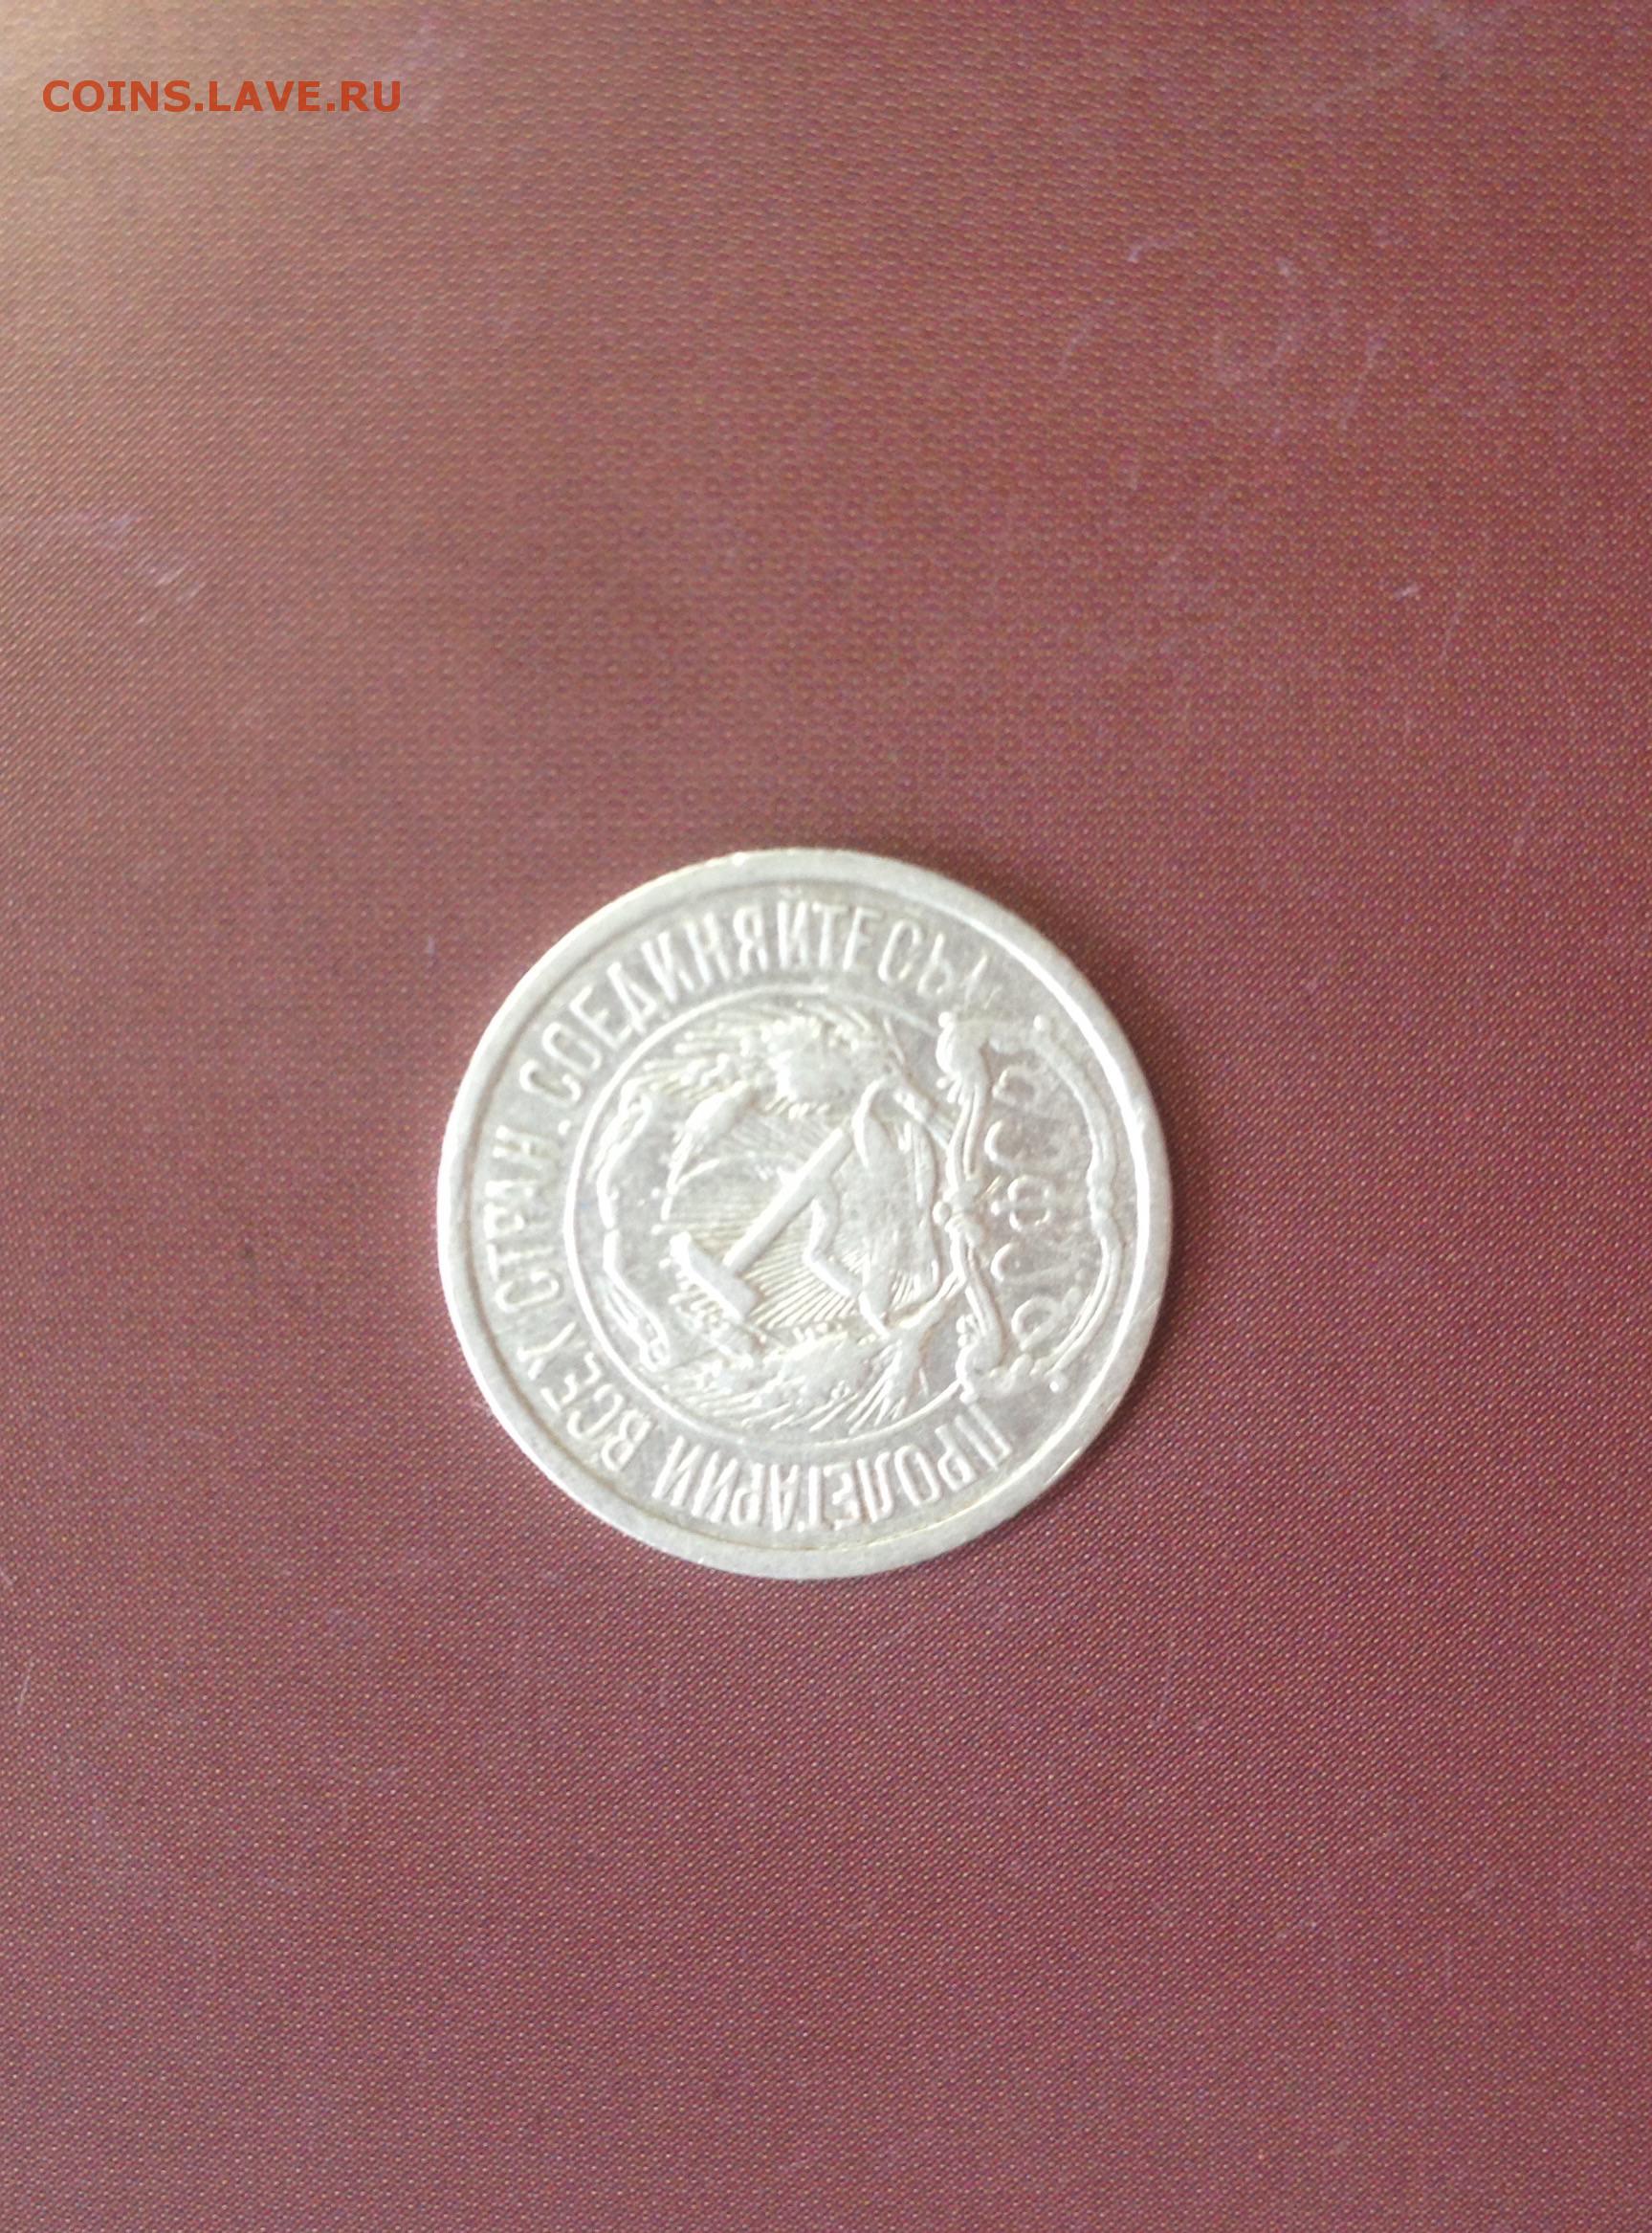 COINS.LAVE.RU
ПРОЛЕТАРИИ ВСЕХ СТРАН, СОЕДИНЯЙТЕСЬ!
Р.С.Ф.С.Р.